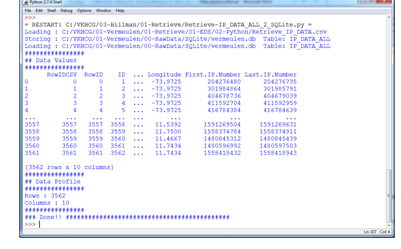 Python 3.7.4 Shell
File Edit Shell Debug Options Window Help
>>>
= RESTART: C:/VKHCG/03-Hillman/01-Retrieve/Retrieve-IP_DATA_ALL_2_SQLite.py =
Loading : C:/VKHCG/01-Vermeulen/01-Retrieve/01-EDS/02-Python/Retrieve_IP_DATA.csv
Storing : C:/VKHCG/01-Vermeulen/00-RawData/SQLite/vermeulen.db Table: IP_DATA_ALL
Loading : C:/VKHCG/01-Vermeulen/00-RawData/SQLite/vermeulen.db Table: IP_DATA_ALL
################
## Data Values
################
RowIDCSV RowID ID ... Longitude First.IP.Number Last.IP.Number
0 0 0 1 ... -73.9725 204276480 204276735
1 1 1 2 ... -73.9725 301984864 301985791
2 2 2 3 ... -73.9725 404678736 404679039
3 3 3 4 ... -73.9725 411592704 411592959
4 4 4 5 ... -73.9725 416784384 416784639
... ... ... ... ... ... ... ...
3557 3557 3557 3558 ... 11.5392 1591269504 1591269631
3558 3558 3558 3559 ... 11.7500 1558374784 1558374911
3559 3559 3559 3560 ... 11.4667 1480845312 1480845439
3560 3560 3560 3561 ... 11.7434 1480596992 1480597503
3561 3561 3561 3562 ... 11.7434 1558418432 1558418943
[3562 rows x 10 columns]
################
## Data Profile
################
Rows : 3562
Columns : 10
################
### Done!! ############################################
>>>
Ln: 107 Col: 4